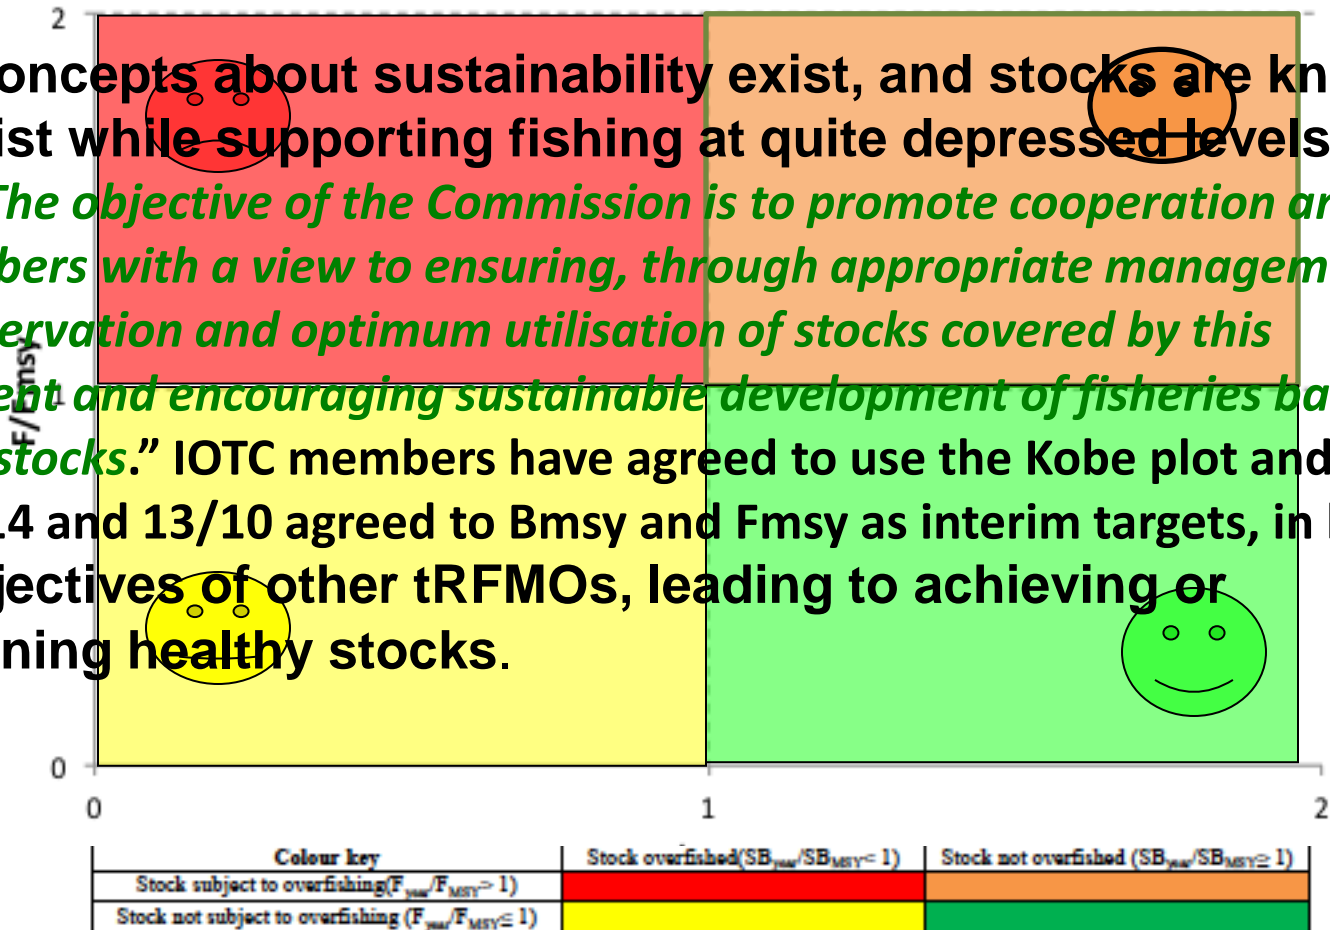 2
oncepts about sustainability exist, and stocks are kn
ist while supporting fishing at quite depressed levels
The objective of the Commission is to promote cooperation an
bers with a view to ensuring, through appropriate managem
ervation and optimum utilisation of stocks covered by this
ent and encouraging sustainable development of fisheries ba
stocks.” IOTC members have agreed to use the Kobe plot and
14 and 13/10 agreed to Bmsy and Fmsy as interim targets, in
jectives of other tRFMOs, leading to achieving or
ning healthy stocks.
F/Fmsy
1
0
0 1 2
Colour key Stock overfished(SByear/SBMSY< 1) Stock not overfished (SByear/SBMSY≥ 1)
Stock subject to overfishing(Fyear/FMSY> 1)
Stock not subject to overfishing (Fyear/FMSY≤ 1)